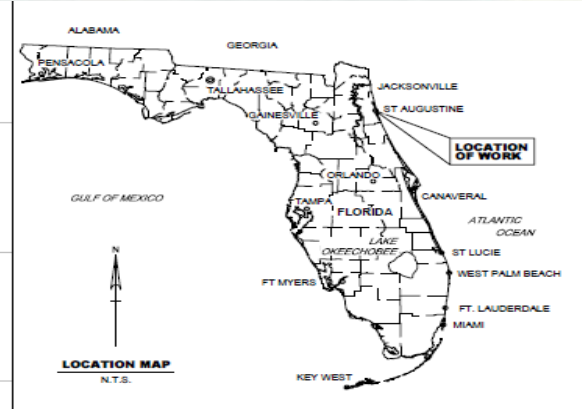 ALABAMA
GEORGIA
PENSACOLA
TALLAHASSEE
JACKSONVILLE
ST AUGUSTINE
GAINESVILLE
LOCATION
OF WORK
ORLANDO
CANAVERAL
GULF OF MEXICO
TAMPA
FLORIDA
ATLANTIC
OCEAN
LAKE
OKEECHOBEE
ST LUCIE
N
WEST PALM BEACH
FT MYERS
FT. LAUDERDALE
MIAMI
LOCATION MAP
N.T.S.
KEY WEST